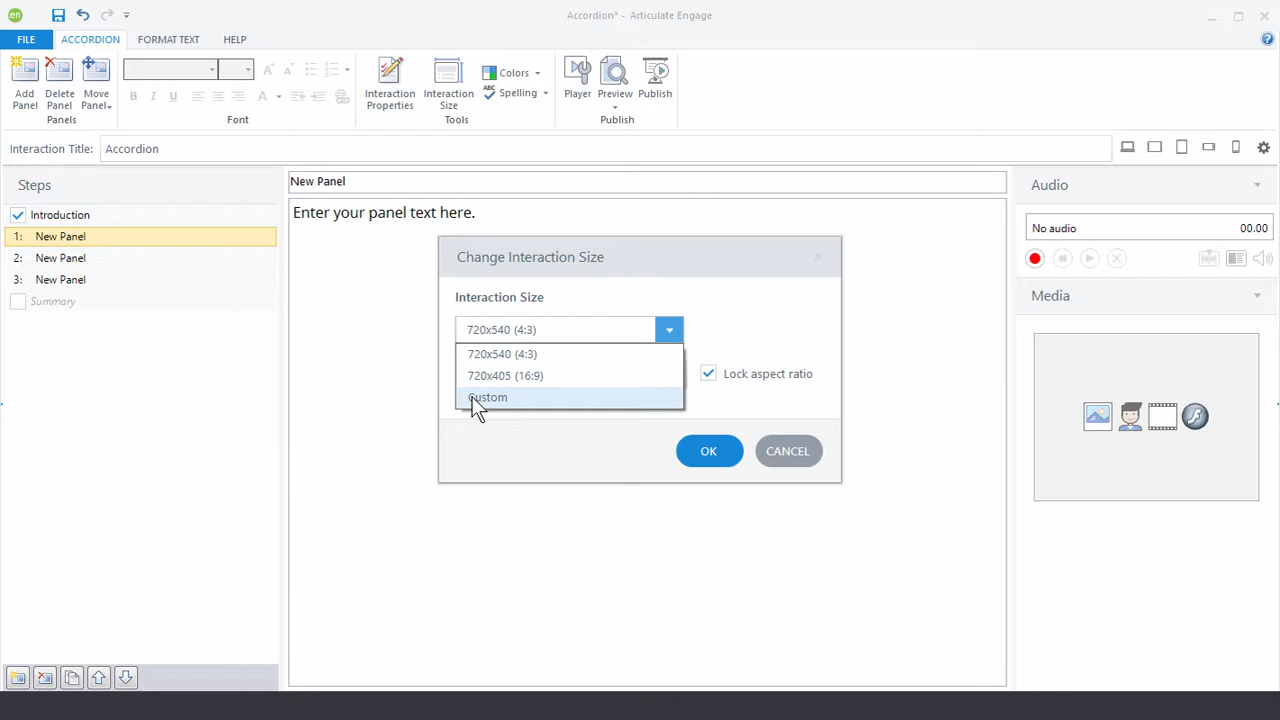 en
Accordion* - Articulate Engage
FILE
ACCORDION
FORMAT TEXT
HELP
Add
Panel
Delete
Panel
Move
Panel
Panels
B I U
A A
A
Font
Interaction
Properties
Interaction
Size
Colors
ABC
Spelling
Tools
Player
Preview
Publish
Publish
Interaction Title:
Accordion
Steps
Introduction
1: New Panel
2: New Panel
3: New Panel
Summary
New Panel
Enter your panel text here.
Change Interaction Size
Interaction Size
720x540 (4:3)
720x540 (4:3)
720x405 (16:9)
Custom
Lock aspect ratio
OK
CANCEL
Audio
No audio
00.00
Media